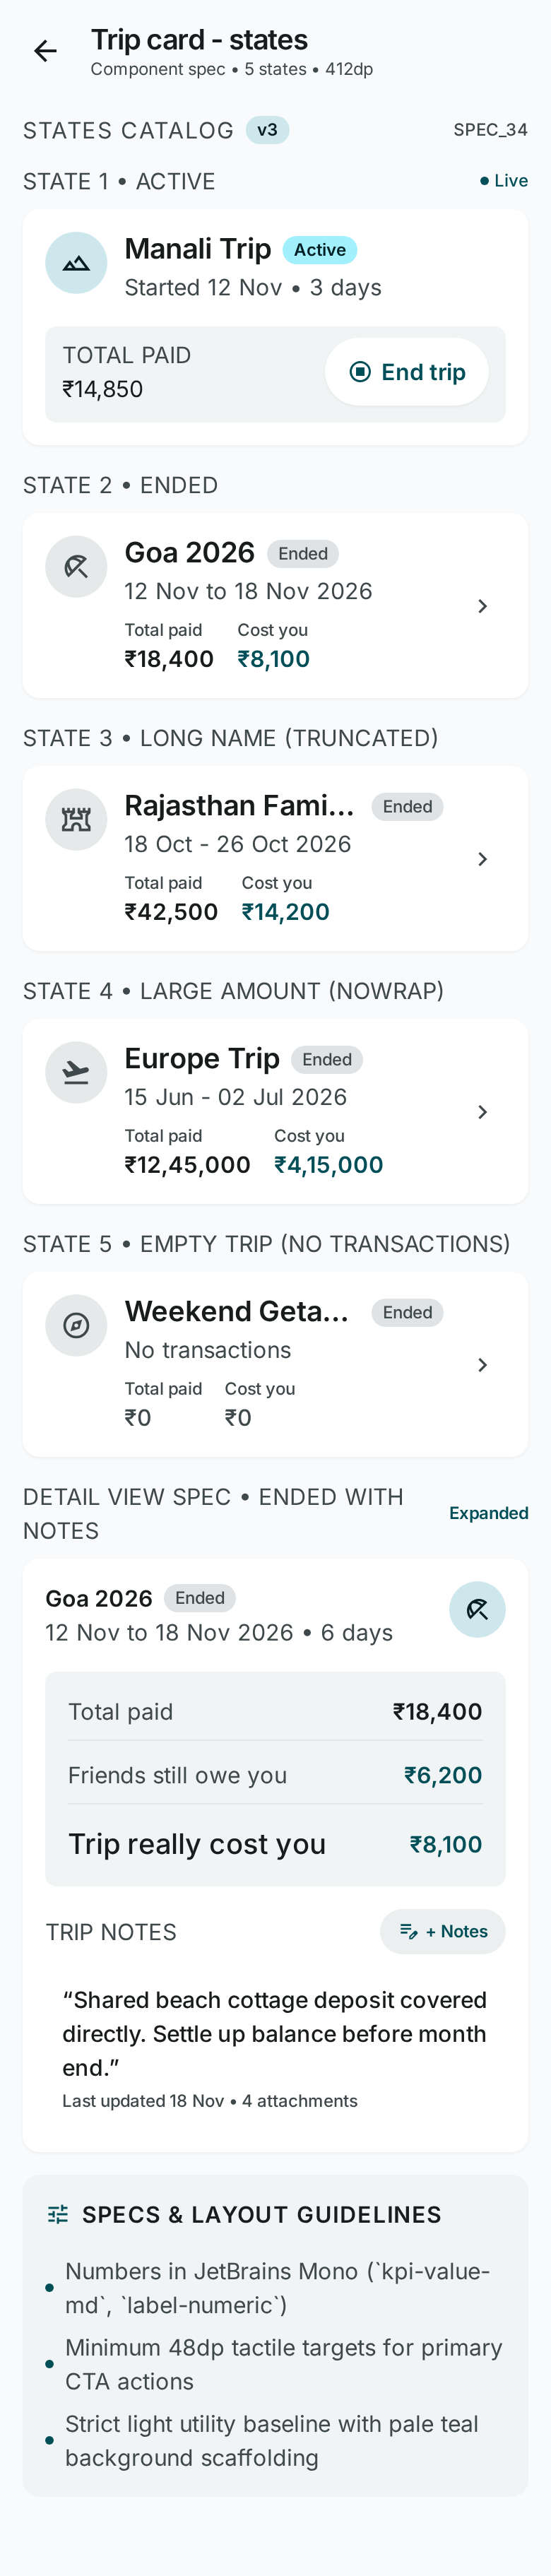 Trip card - states
Component spec • 5 states • 412dp
STATES CATALOG v3 SPEC_34
STATE 1 • ACTIVE • Live
Manali Trip Active
Started 12 Nov • 3 days
TOTAL PAID
₹14,850
End trip
STATE 2 • ENDED
Goa 2026 Ended
12 Nov to 18 Nov 2026
Total paid Cost you
₹18,400 ₹8,100
STATE 3 • LONG NAME (TRUNCATED)
Rajasthan Fami... Ended
18 Oct - 26 Oct 2026
Total paid Cost you
₹42,500 ₹14,200
STATE 4 • LARGE AMOUNT (NOWRAP)
Europe Trip Ended
15 Jun - 02 Jul 2026
Total paid Cost you
₹12,45,000 ₹4,15,000
STATE 5 • EMPTY TRIP (NO TRANSACTIONS)
Weekend Geta... Ended
No transactions
Total paid Cost you
₹0 ₹0
DETAIL VIEW SPEC • ENDED WITH
NOTES
Expanded
Goa 2026 Ended
12 Nov to 18 Nov 2026 • 6 days
Total paid ₹18,400
Friends still owe you ₹6,200
Trip really cost you ₹8,100
TRIP NOTES + Notes
“Shared beach cottage deposit covered
directly. Settle up balance before month
end.”
Last updated 18 Nov • 4 attachments
SPECS & LAYOUT GUIDELINES
• Numbers in JetBrains Mono (`kpi-value-
md`, `label-numeric`)
• Minimum 48dp tactile targets for primary
CTA actions
• Strict light utility baseline with pale teal
background scaffolding